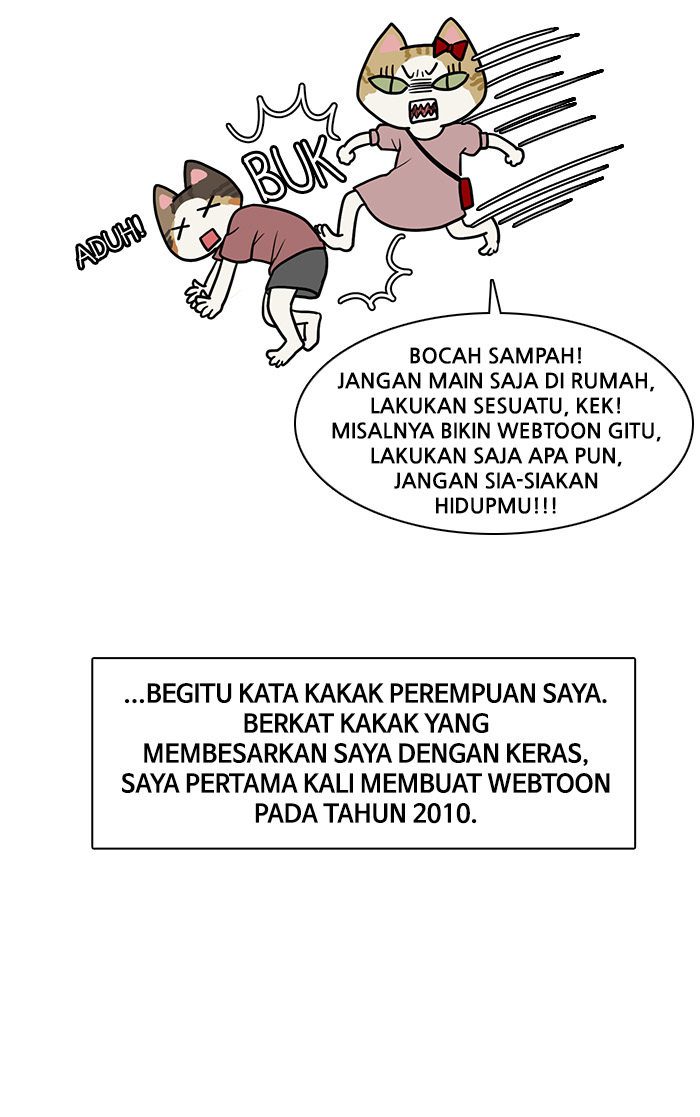 BUK
ADUH!
BOCAH SAMPAH!
JANGAN MAIN SAJA DI RUMAH,
LAKUKAN SESUATU, KEK!
MISALNYA BIKIN WEBTOON GITU,
LAKUKAN SAJA APA PUN,
JANGAN SIA-SIAKAN
HIDUPMU!!!
...BEGITU KATA KAKAK PEREMPUAN SAYA.
BERKAT KAKAK YANG
MEMBESARKAN SAYA DENGAN KERAS,
SAYA PERTAMA KALI MEMBUAT WEBTOON
PADA TAHUN 2010.